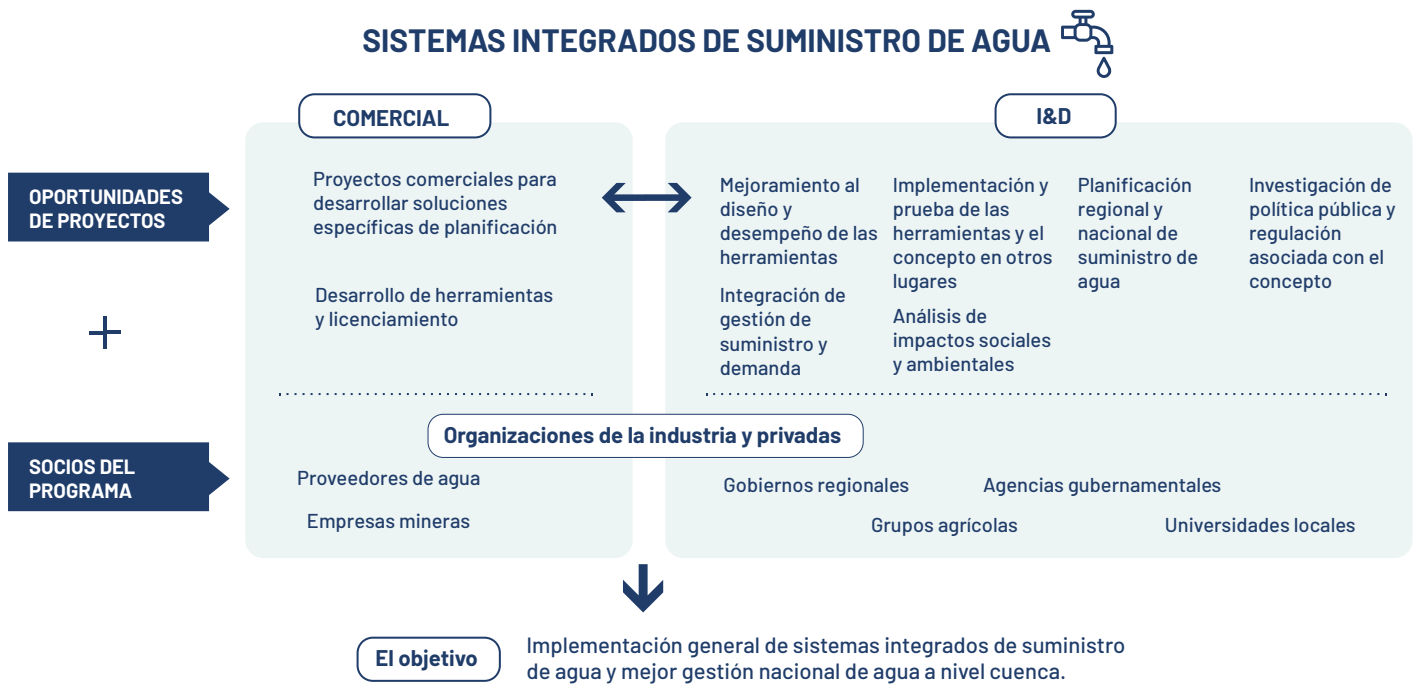 SISTEMAS INTEGRADOS DE SUMINISTRO DE AGUA
COMERCIAL
I&D
OPORTUNIDADES
DE PROYECTOS
Proyectos comerciales para
desarrollar soluciones
específicas de planificación
Desarrollo de herramientas
y licenciamiento
Mejoramiento al
diseño y
desempeño de las
herramientas
Integración de
gestión de
suministro y
demanda
Implementación y
prueba de las
herramientas y el
concepto en otros
lugares
Análisis de
impactos sociales
y ambientales
Planificación
regional y
nacional de
suministro de
agua
Investigación de
política pública y
regulación
asociada con el
concepto
+
Organizaciones de la industria y privadas
SOCIOS DEL
PROGRAMA
Proveedores de agua
Empresas mineras
Gobiernos regionales
Agencias gubernamentales
Grupos agrícolas
Universidades locales
El objetivo
Implementación general de sistemas integrados de suministro
de agua y mejor gestión nacional de agua a nivel cuenca.